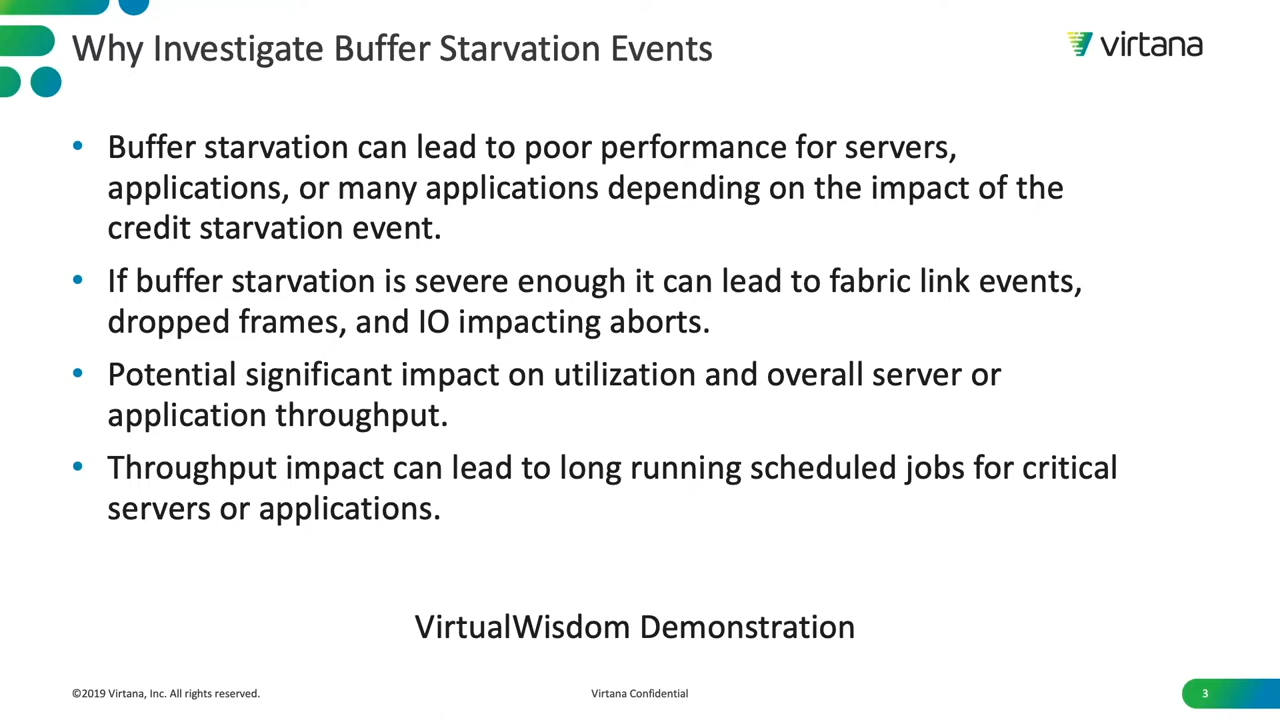 Why Investigate Buffer Starvation Events
virtana
• Buffer starvation can lead to poor performance for servers,
applications, or many applications depending on the impact of the
credit starvation event.
• If buffer starvation is severe enough it can lead to fabric link events,
dropped frames, and IO impacting aborts.
• Potential significant impact on utilization and overall server or
application throughput.
• Throughput impact can lead to long running scheduled jobs for critical
servers or applications.
VirtualWisdom Demonstration
©2019 Virtana, Inc. All rights reserved.
Virtana Confidential
3